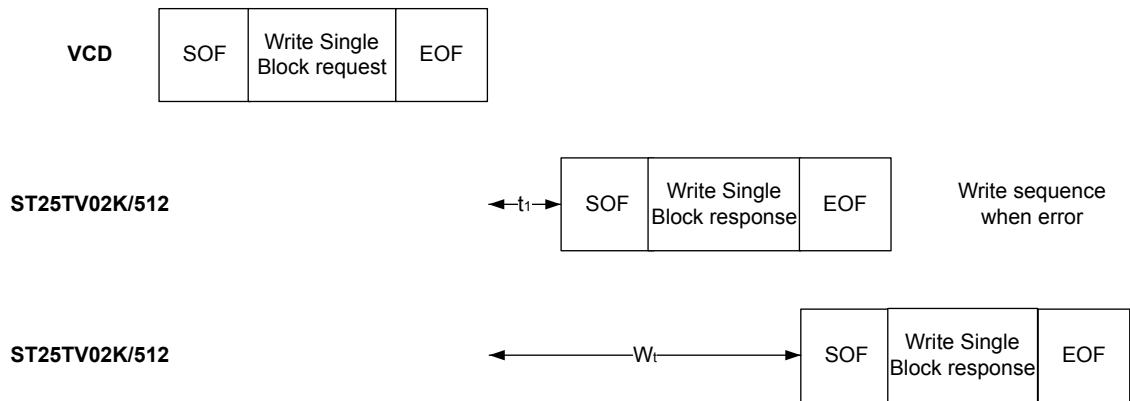 VCD
SOF
Write Single
Block request
EOF
ST25TV02K/512
t1
SOF
Write Single
Block response
EOF
Write sequence
when error
ST25TV02K/512
Wt
SOF
Write Single
Block response
EOF